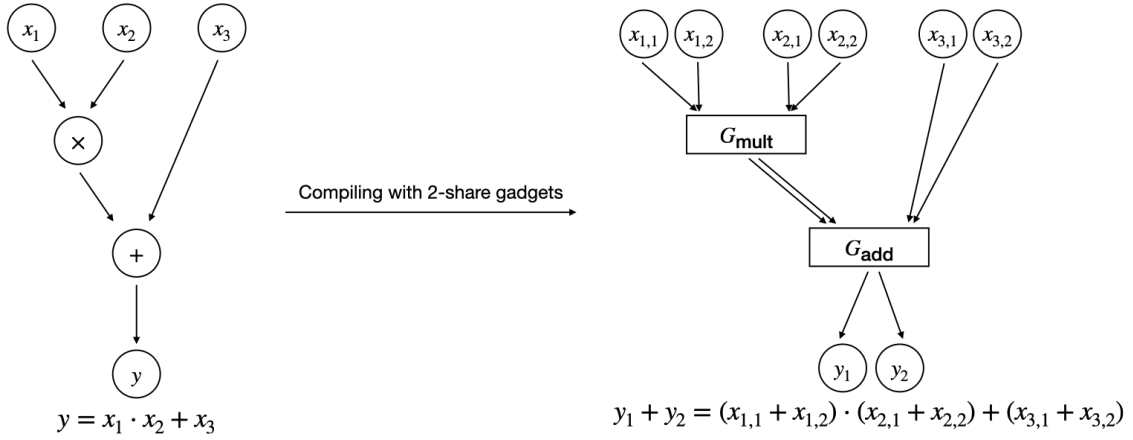 x₁ x₂ x₃
×
+
y
y = x₁ · x₂ + x₃
Compiling with 2-share gadgets
x₁,₁ x₁,₂ x₂,₁ x₂,₂ x₃,₁ x₃,₂
G_mult
G_add
y₁ y₂
y₁ + y₂ = (x₁,₁ + x₁,₂) · (x₂,₁ + x₂,₂) + (x₃,₁ + x₃,₂)